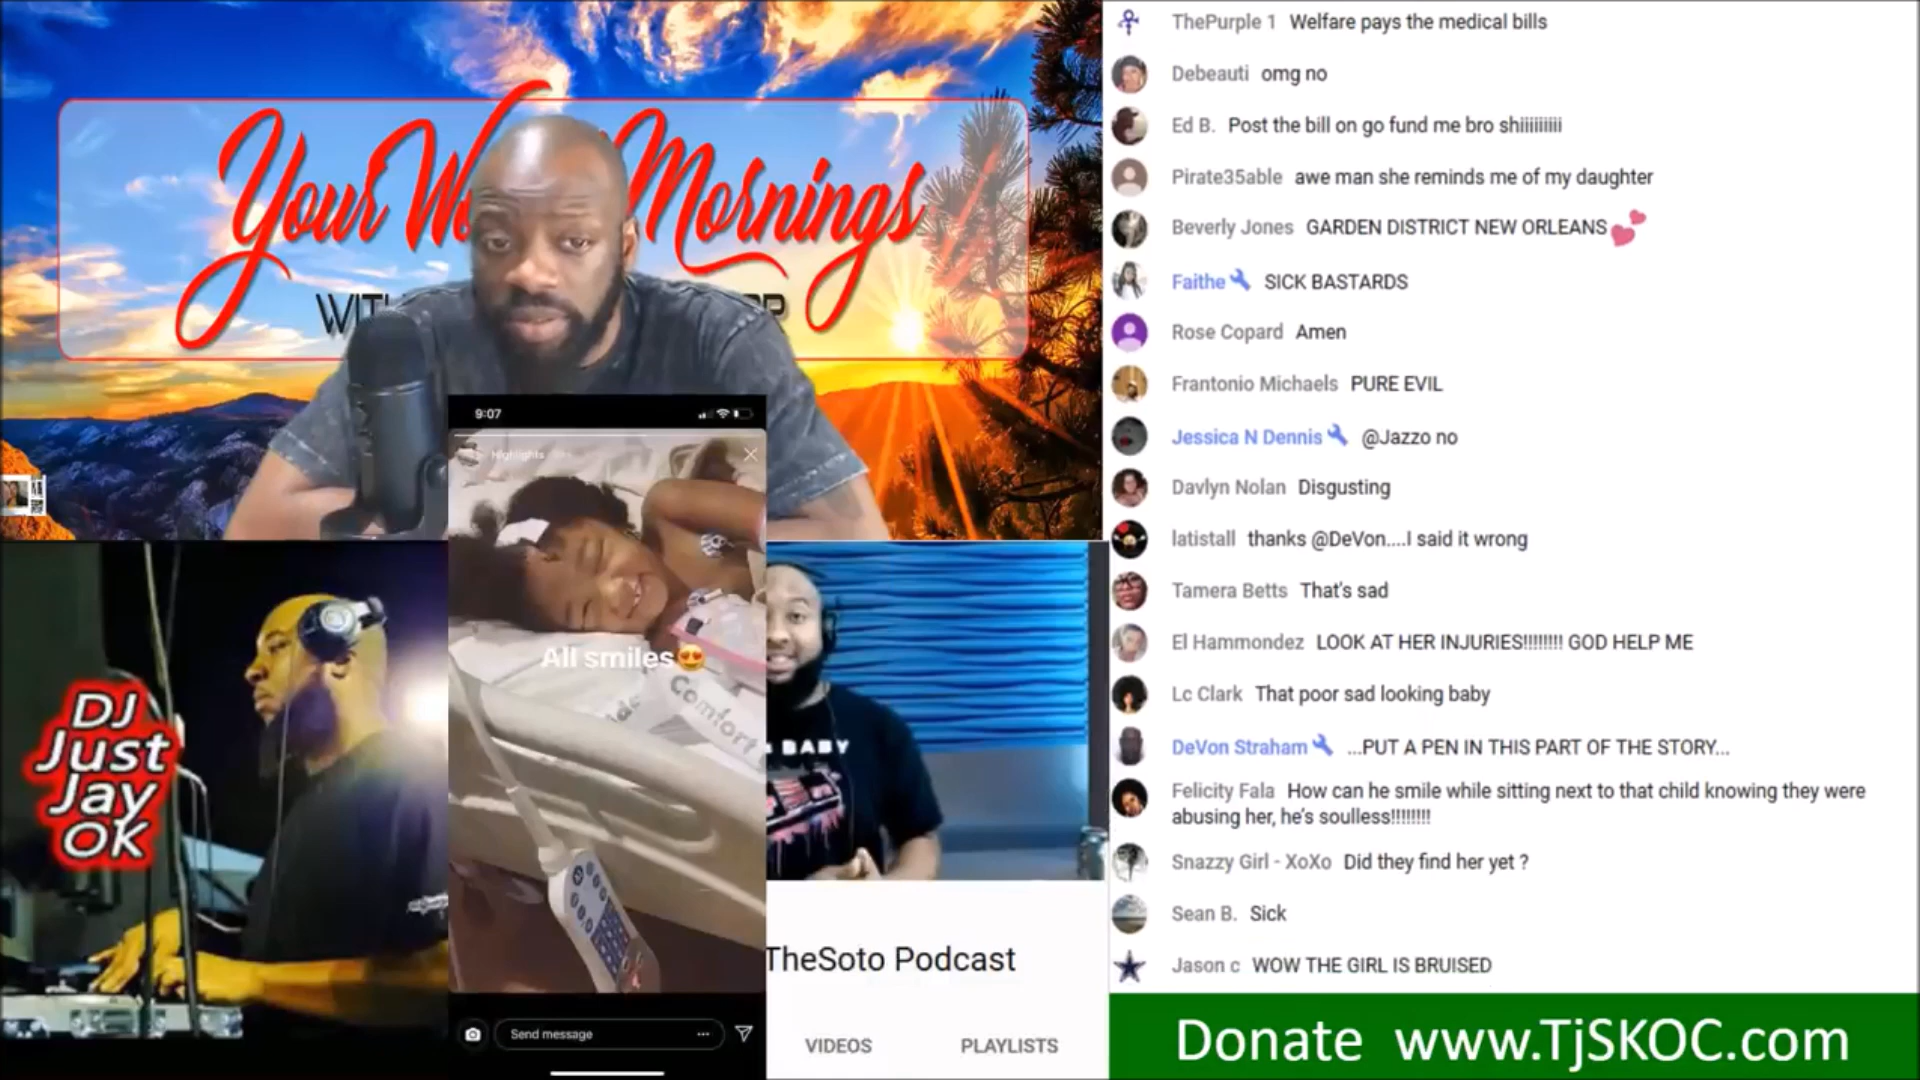 Your Wo Mornings
WITH
9:07
Highlights
All smiles😍
Comfort
Send message
DJ
Just
Jay
OK
BABY
TheSoto Podcast
VIDEOS PLAYLISTS
ThePurple 1 Welfare pays the medical bills
Debeauti omg no
Ed B. Post the bill on go fund me bro shiiiiiiiii
Pirate35able awe man she reminds me of my daughter
Beverly Jones GARDEN DISTRICT NEW ORLEANS💕
Faithe SICK BASTARDS
Rose Copard Amen
Frantonio Michaels PURE EVIL
Jessica N Dennis @Jazzo no
Davlyn Nolan Disgusting
latistall thanks @DeVon....I said it wrong
Tamera Betts That's sad
El Hammondez LOOK AT HER INJURIES!!!!!!!! GOD HELP ME
Lc Clark That poor sad looking baby
DeVon Straham ...PUT A PEN IN THIS PART OF THE STORY...
Felicity Fala How can he smile while sitting next to that child knowing they were
abusing her, he's soulless!!!!!!!!
Snazzy Girl - XoXo Did they find her yet ?
Sean B. Sick
Jason c WOW THE GIRL IS BRUISED
Donate www.TjSKOC.com